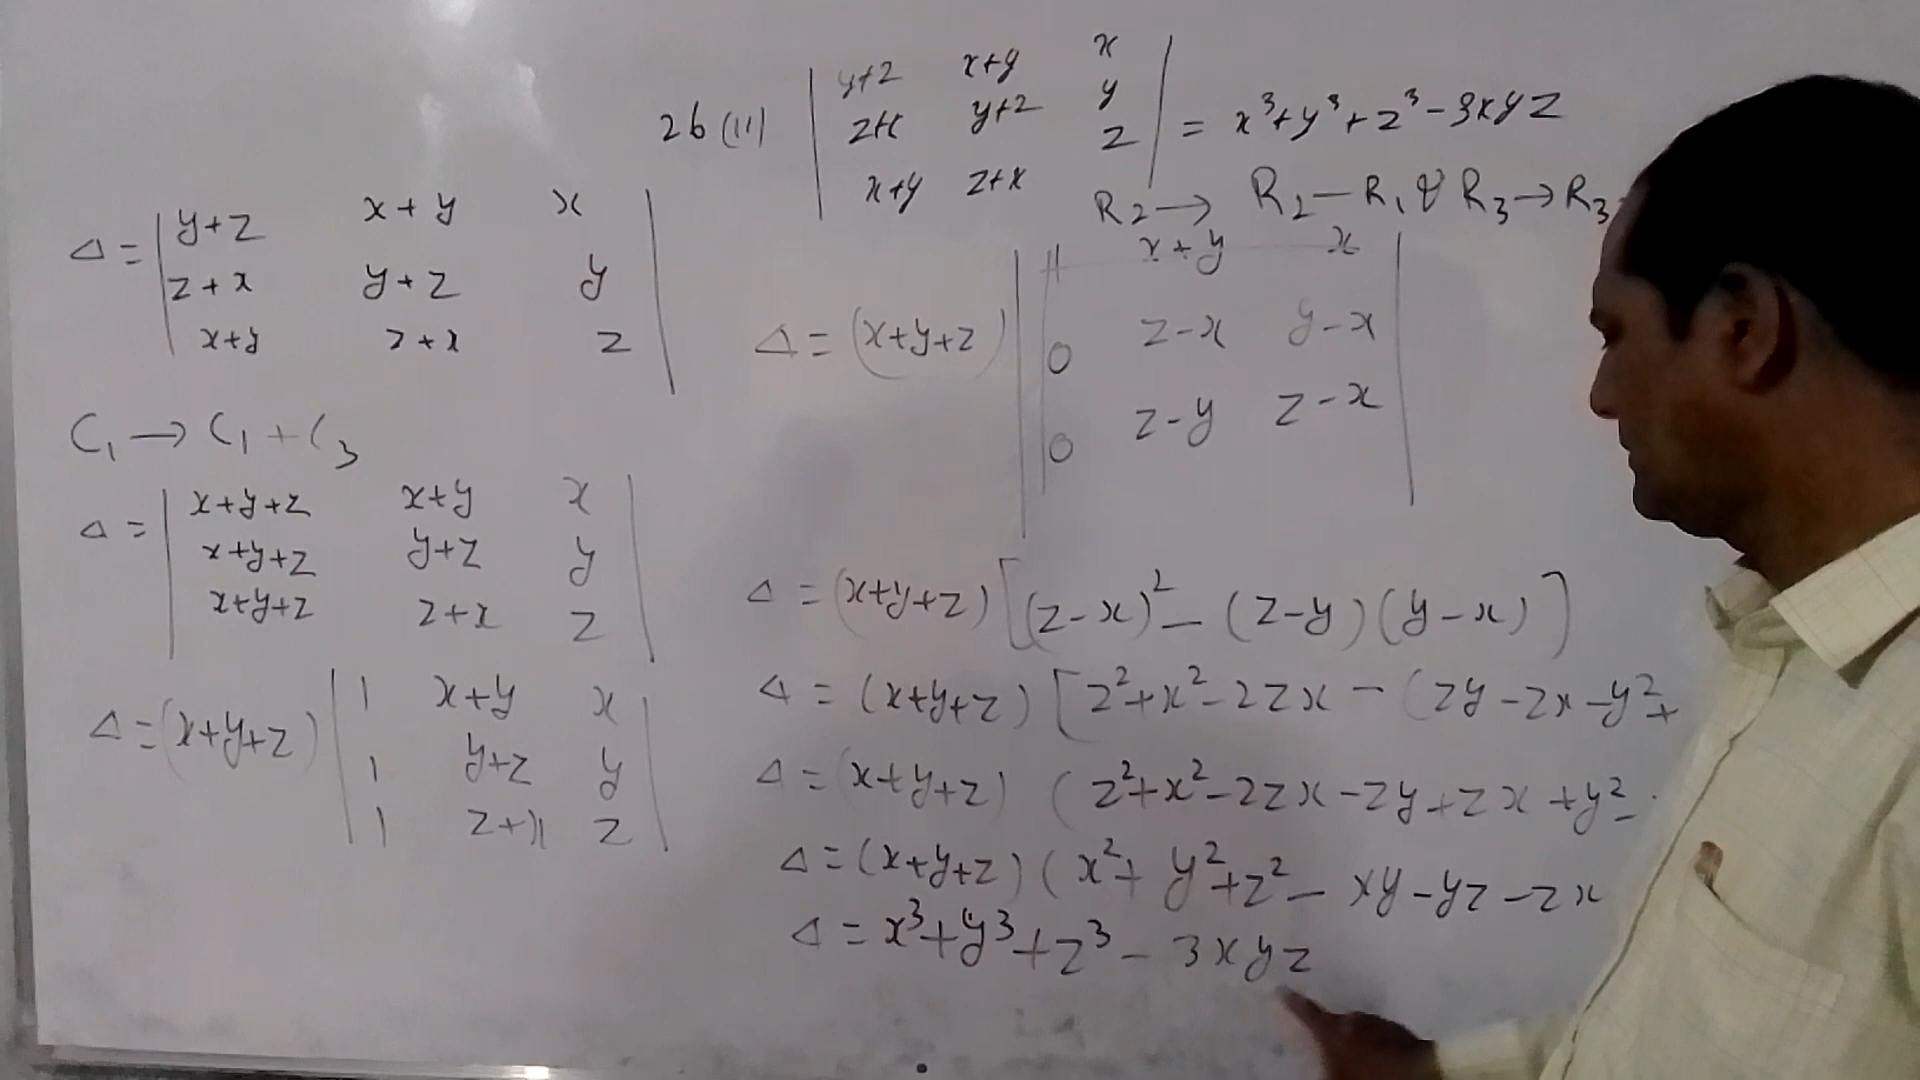 26 (11) | y+z x+y x |
| z+x y+z y | = x³+y³+z³-3xyz
| x+y z+x z |
Δ = | y+z x+y x |
| z+x y+z y |
| x+y z+x z |
C₁ → C₁ + C₃
Δ = | x+y+z x+y x |
| x+y+z y+z y |
| x+y+z z+x z |
Δ = (x+y+z) | 1 x+y x |
| 1 y+z y |
| 1 z+x z |
R₂ → R₂ - R₁ & R₃ → R₃
Δ = (x+y+z) | 1 x+y x |
| 0 z-x y-x |
| 0 z-y z-x |
Δ = (x+y+z) [(z-x)² - (z-y)(y-x)]
Δ = (x+y+z) [z²+x²-2zx - (zy-zx-y²+
Δ = (x+y+z) (z²+x²-2zx-zy+zx+y²-
Δ = (x+y+z) (x²+y²+z²-xy-yz-zx
Δ = x³+y³+z³-3xyz